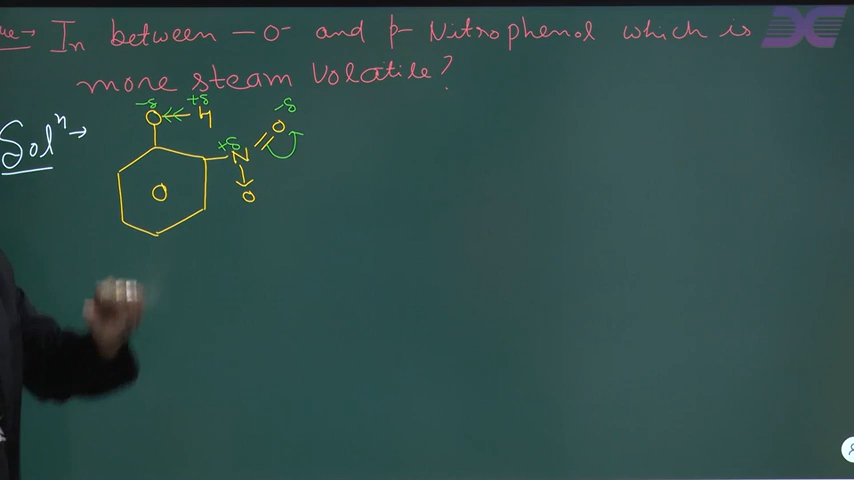 In between - o- and p- Nitrophenol which is
more steam volatile?
Solⁿ→
-δ +δ -δ
O H O
+δ
N
O
O